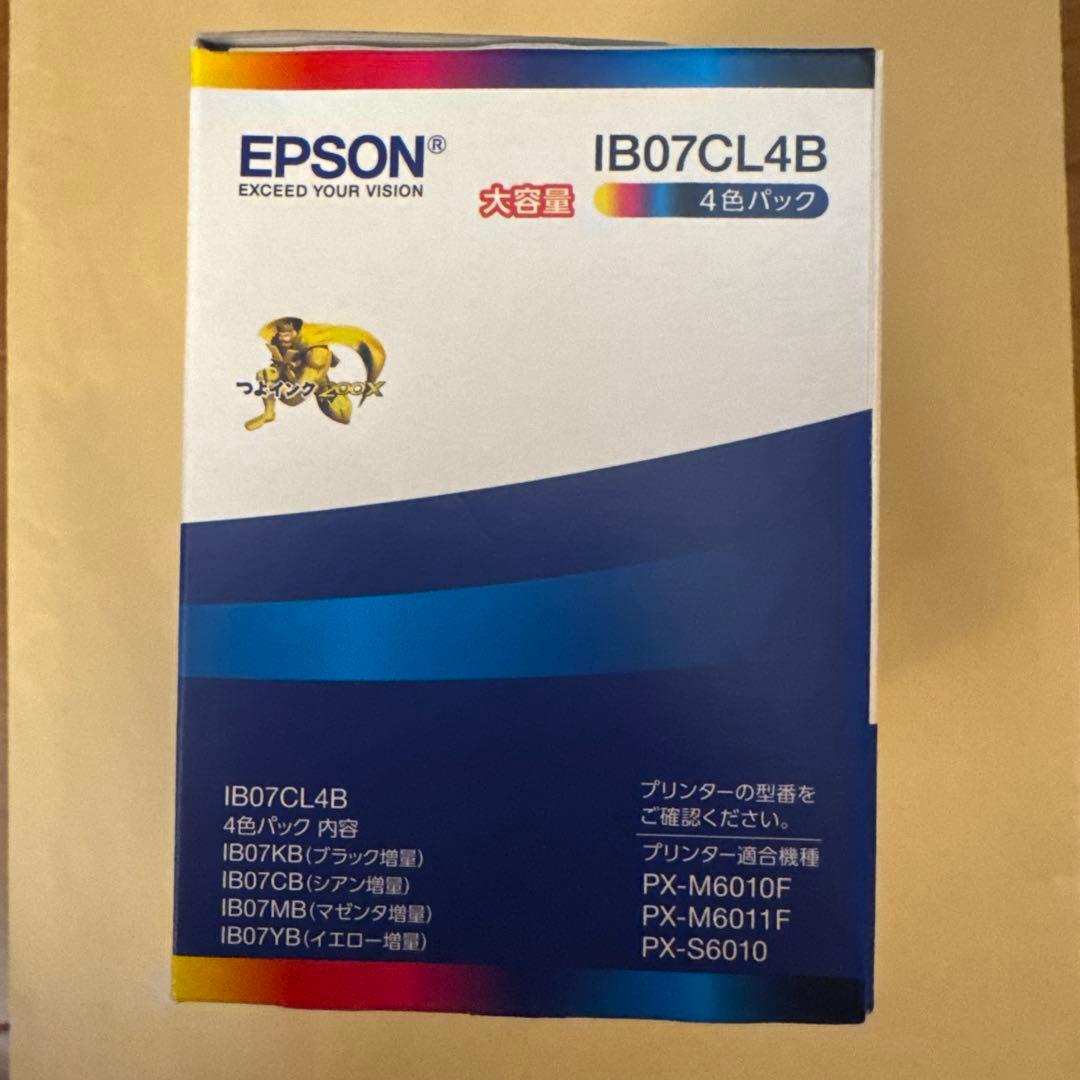 EPSON®
EXCEED YOUR VISION
IB07CL4B
大容量
4色パック
つよインク200X
IB07CL4B
4色パック 内容
IB07KB(ブラック増量)
IB07CB(シアン増量)
IB07MB(マゼンタ増量)
IB07YB(イエロー増量)
プリンターの型番を
ご確認ください。
プリンター適合機種
PX-M6010F
PX-M6011F
PX-S6010